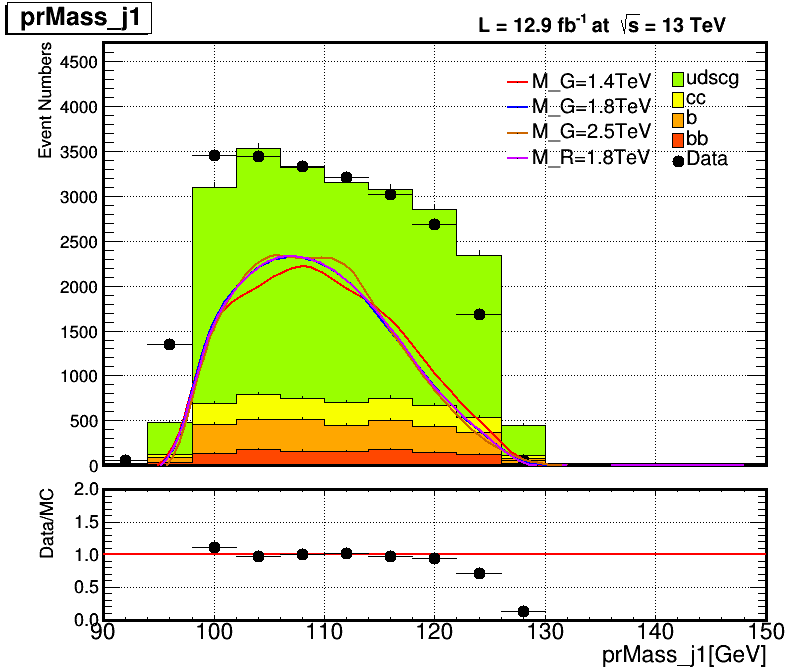 prMass_j1
L = 12.9 fb⁻¹ at √s = 13 TeV
Event Numbers
4500
4000
3500
3000
2500
2000
1500
1000
500
0
M_G=1.4TeV
M_G=1.8TeV
M_G=2.5TeV
M_R=1.8TeV
udscg
cc
b
bb
Data
Data/MC
2.0
1.5
1.0
0.5
0.0
90 100 110 120 130 140 150
prMass_j1[GeV]